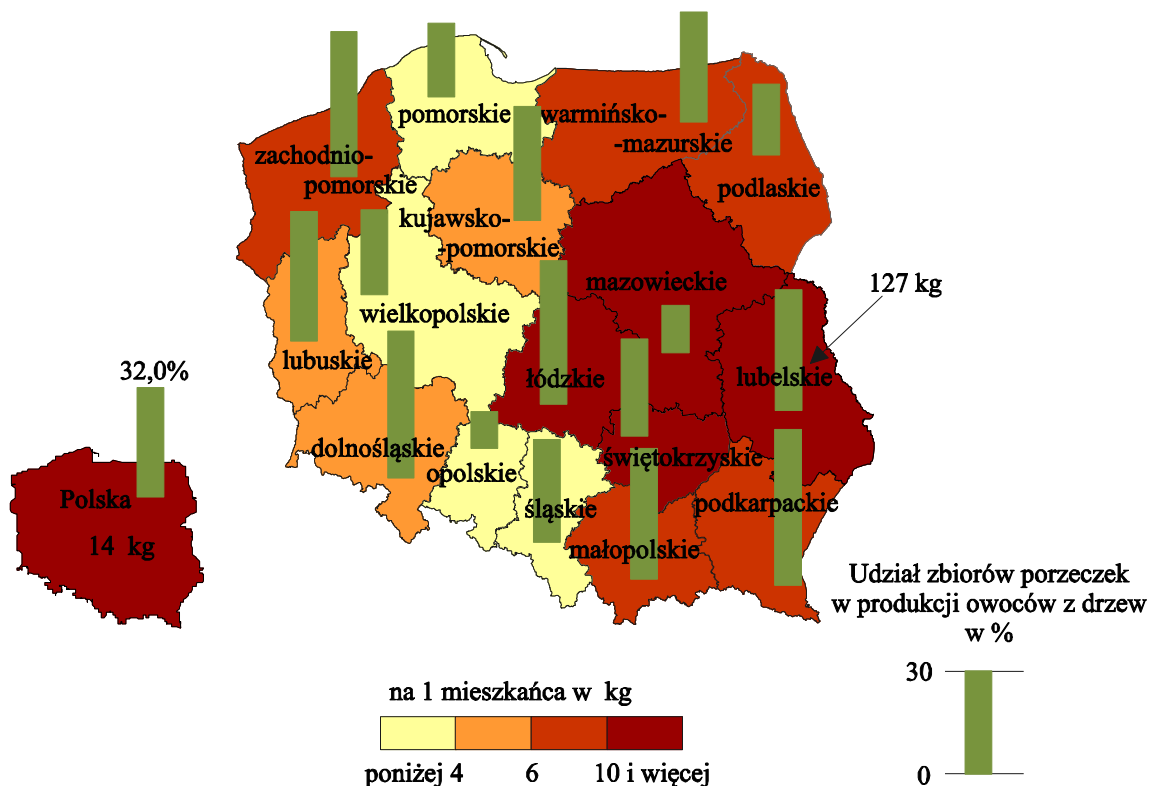 pomorskie
warmińsko-
-mazurskie
zachodnio-
pomorskie
podlaskie
kujawsko-
-pomorskie
mazowieckie
127 kg
wielkopolskie
lubuskie
łódzkie
lubelskie
32,0%
dolnośląskie
opolskie
świętokrzyskie
Polska
14 kg
śląskie
podkarpackie
małopolskie
Udział zbiorów porzeczek
w produkcji owoców z drzew
w %
30
0
na 1 mieszkańca w kg
poniżej 4 6 10 i więcej